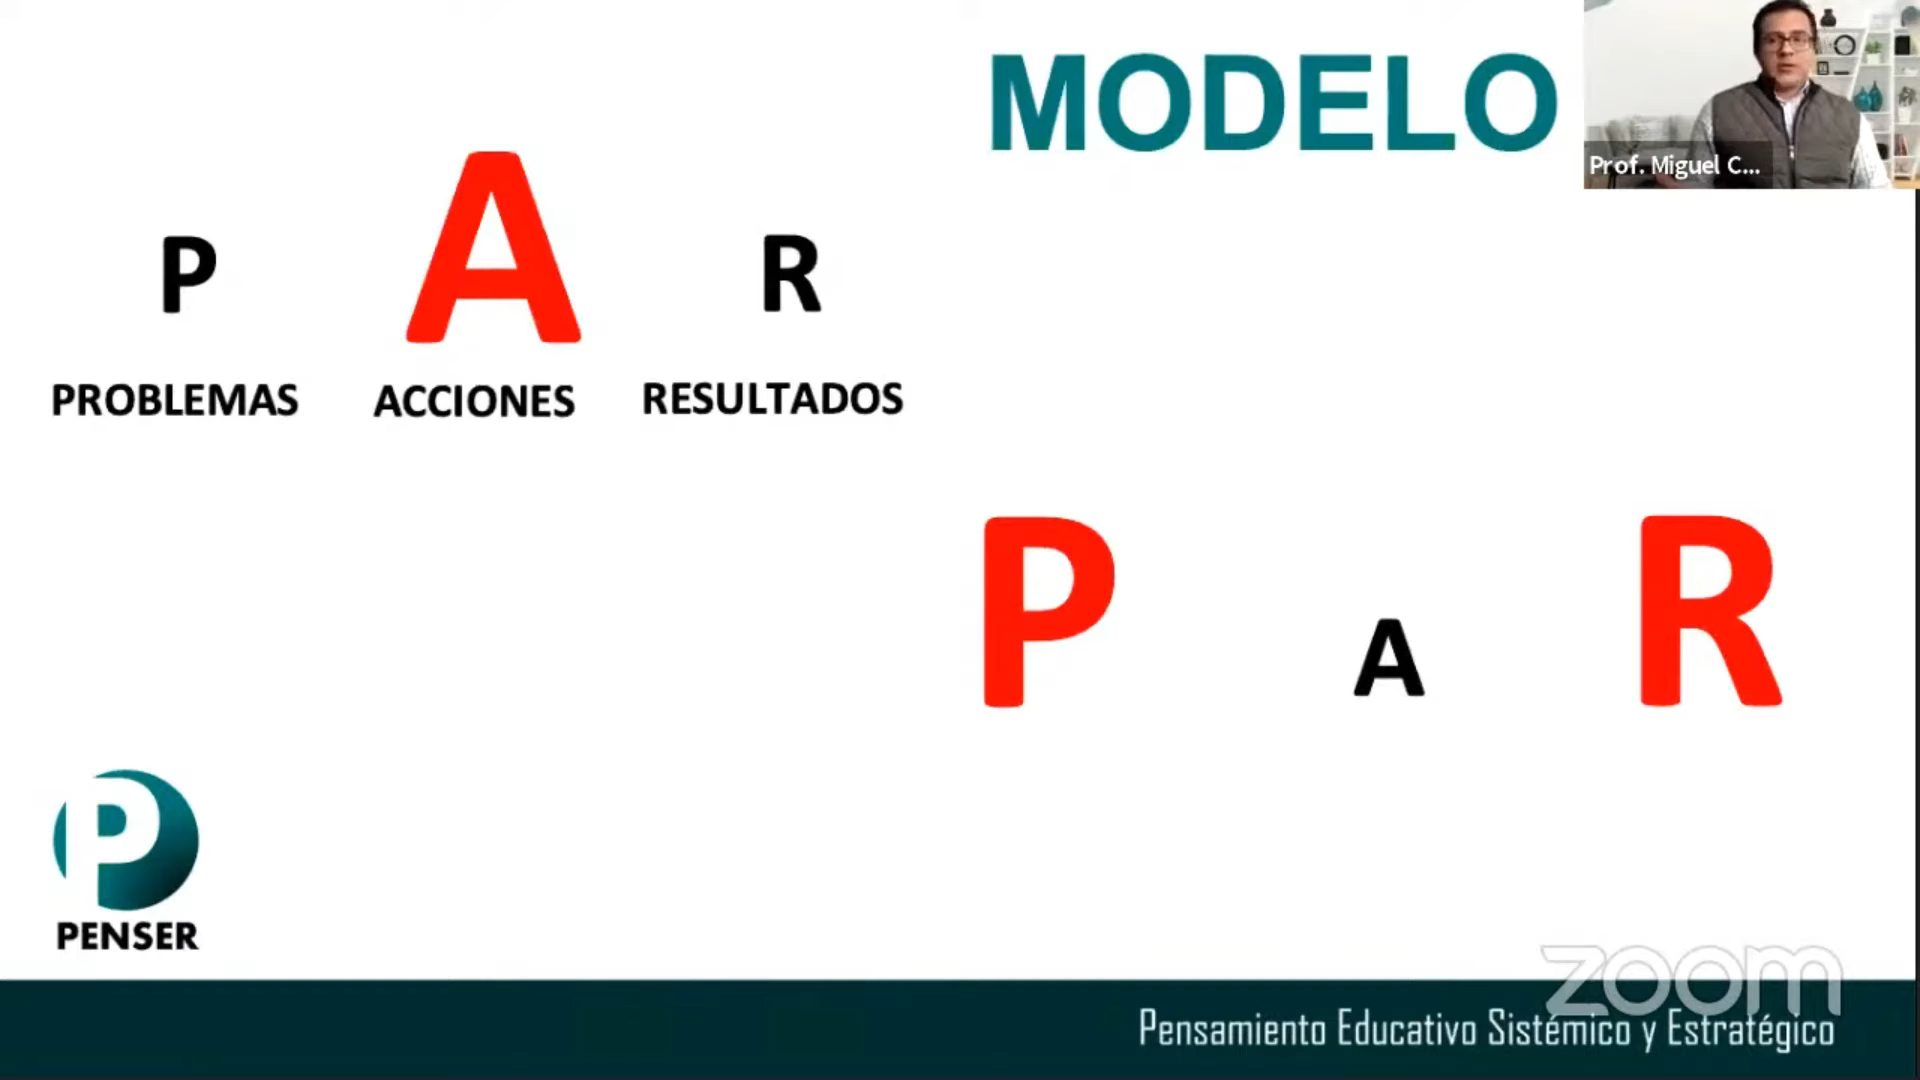 MODELO
Prof. Miguel C...
P A R
PROBLEMAS ACCIONES RESULTADOS
P A R
P
PENSER
zoom
Pensamiento Educativo Sistémico y Estratégico